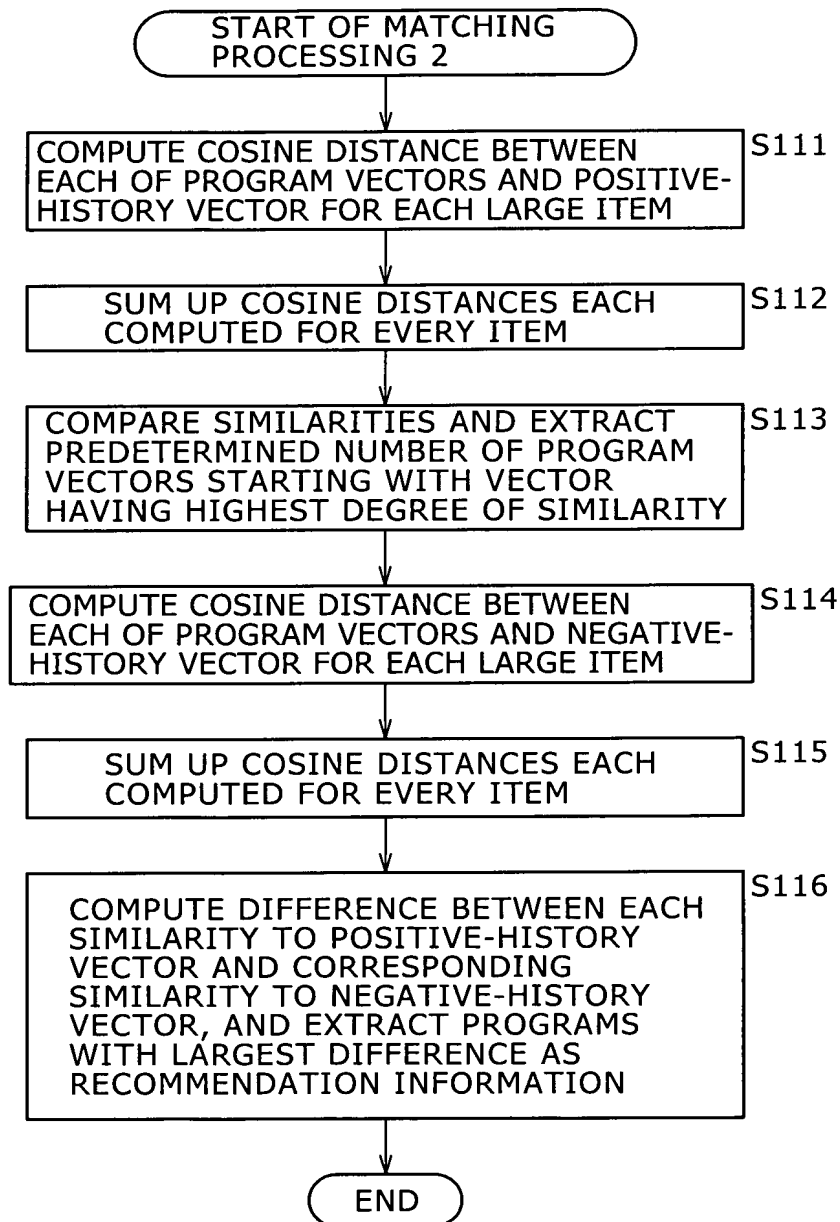 START OF MATCHING
PROCESSING 2
S111
COMPUTE COSINE DISTANCE BETWEEN
EACH OF PROGRAM VECTORS AND POSITIVE-
HISTORY VECTOR FOR EACH LARGE ITEM
S112
SUM UP COSINE DISTANCES EACH
COMPUTED FOR EVERY ITEM
S113
COMPARE SIMILARITIES AND EXTRACT
PREDETERMINED NUMBER OF PROGRAM
VECTORS STARTING WITH VECTOR
HAVING HIGHEST DEGREE OF SIMILARITY
S114
COMPUTE COSINE DISTANCE BETWEEN
EACH OF PROGRAM VECTORS AND NEGATIVE-
HISTORY VECTOR FOR EACH LARGE ITEM
S115
SUM UP COSINE DISTANCES EACH
COMPUTED FOR EVERY ITEM
S116
COMPUTE DIFFERENCE BETWEEN EACH
SIMILARITY TO POSITIVE-HISTORY
VECTOR AND CORRESPONDING
SIMILARITY TO NEGATIVE-HISTORY
VECTOR, AND EXTRACT PROGRAMS
WITH LARGEST DIFFERENCE AS
RECOMMENDATION INFORMATION
END